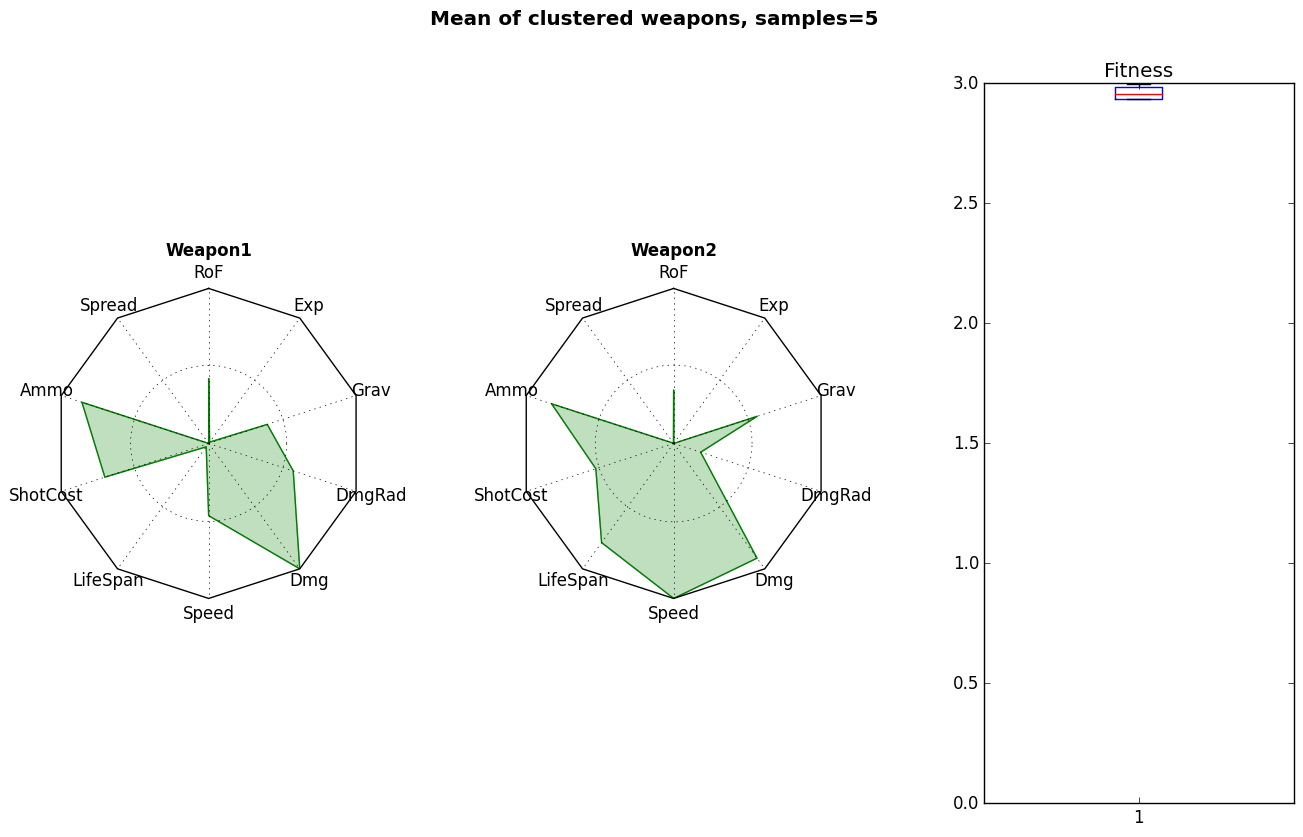 Mean of clustered weapons, samples=5
Weapon1
RoF
Spread
Exp
Ammo
Grav
ShotCost
DmgRad
LifeSpan
Dmg
Speed
Weapon2
RoF
Spread
Exp
Ammo
Grav
ShotCost
DmgRad
LifeSpan
Dmg
Speed
Fitness
3.0
2.5
2.0
1.5
1.0
0.5
0.0
1